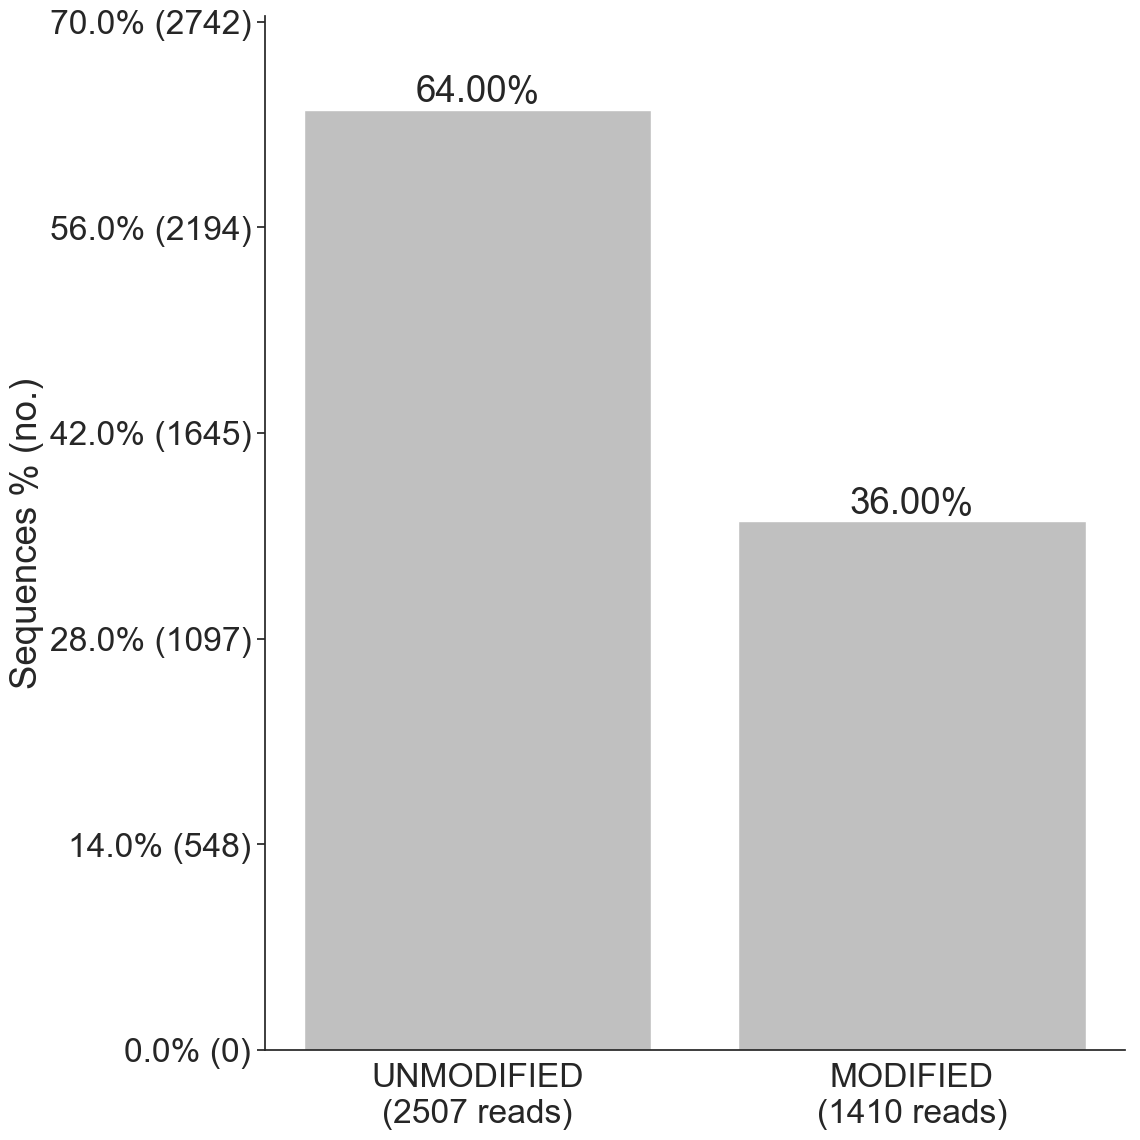 Sequences % (no.)
70.0% (2742)
56.0% (2194)
42.0% (1645)
28.0% (1097)
14.0% (548)
0.0% (0)
64.00%
36.00%
UNMODIFIED
(2507 reads)
MODIFIED
(1410 reads)